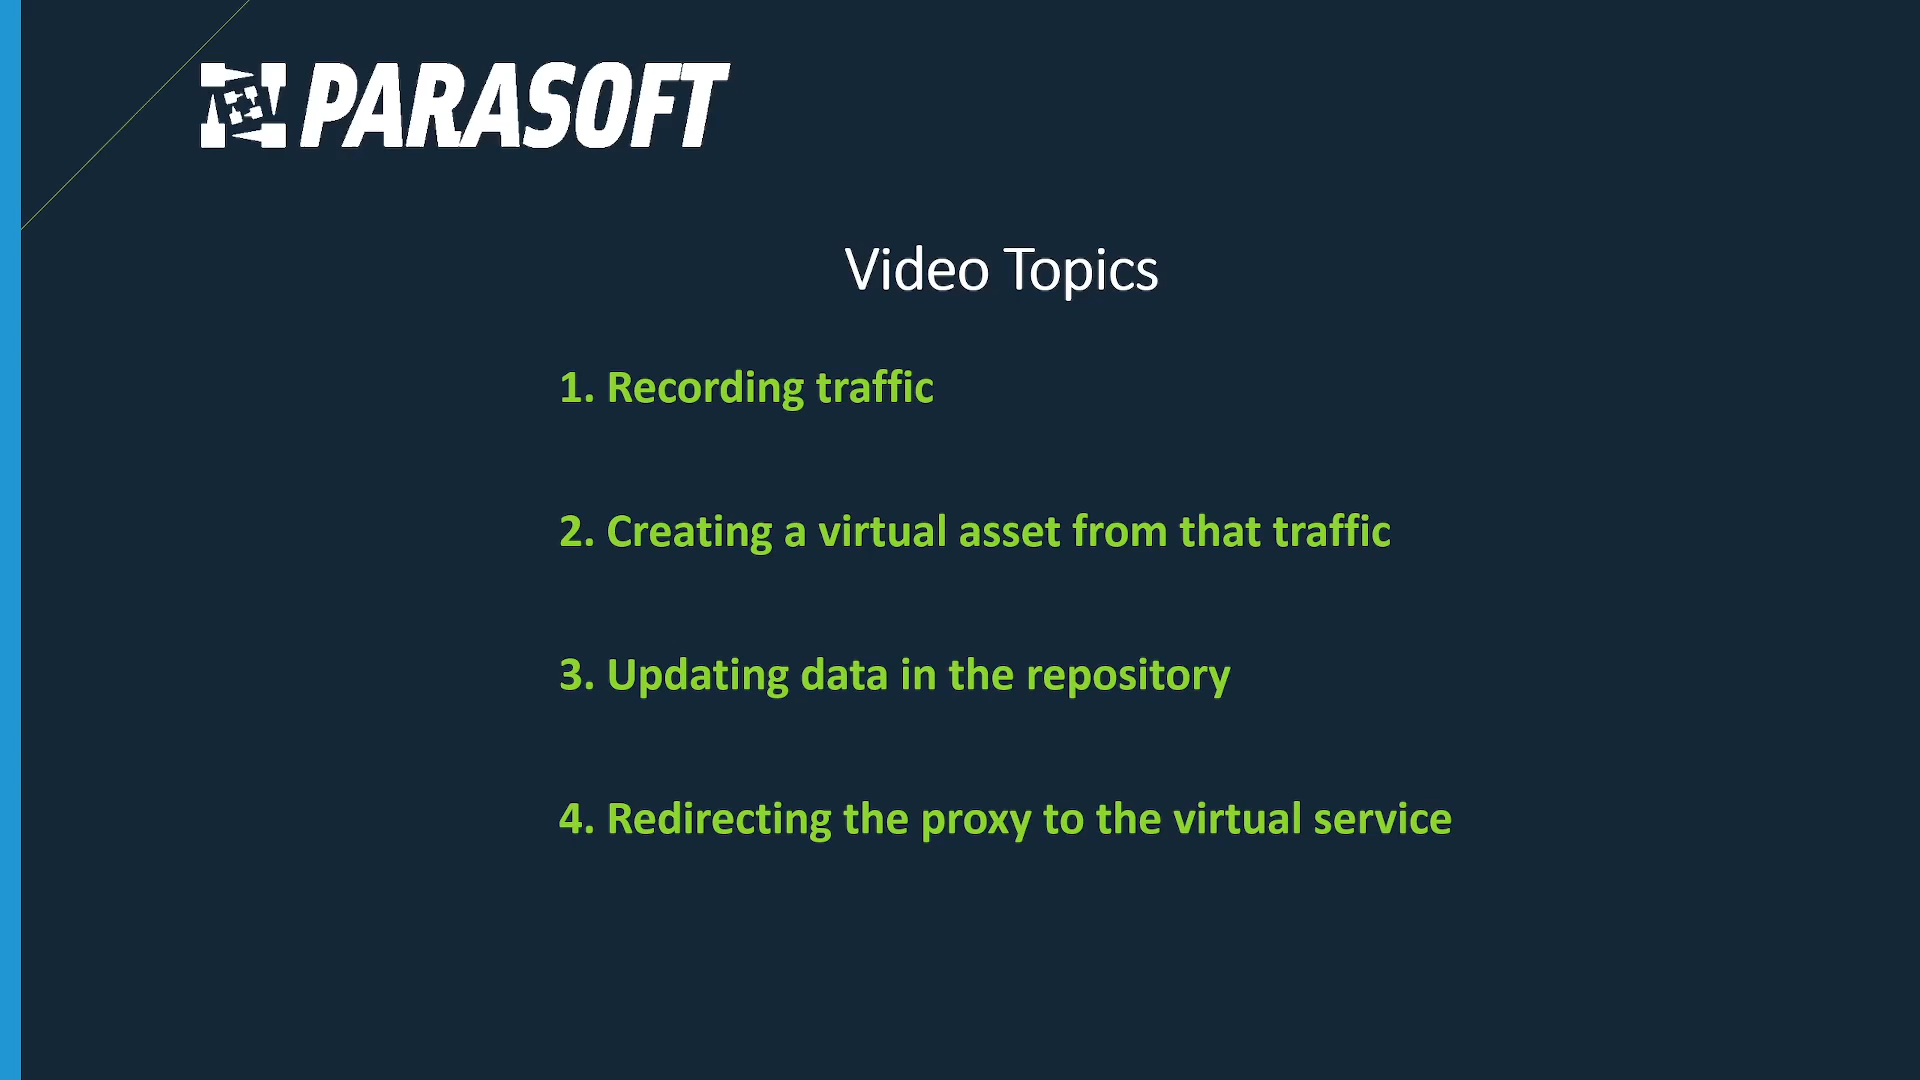 PARASOFT
Video Topics
1. Recording traffic
2. Creating a virtual asset from that traffic
3. Updating data in the repository
4. Redirecting the proxy to the virtual service